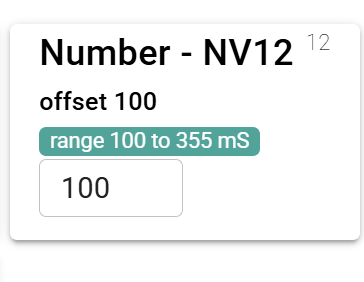 Number - NV12 12
offset 100
range 100 to 355 mS
100